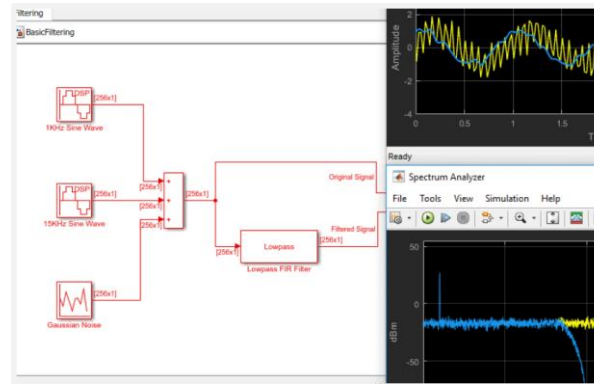 ltering
BasicFiltering
DSP
[256x1]
1KHz Sine Wave
DSP
[256x1]
15KHz Sine Wave
[256x1]
Gaussian Noise
[256x1]
[256x1]
[256x1]
+
+
+
[256x1]
Original Signal
Filtered Signal
[256x1]
Lowpass
[256x1]
Lowpass FIR Filter
Amplitude
2
0
-2
-4
0 0.5 1 1.5
T
Ready
Spectrum Analyzer
File Tools View Simulation Help
50
0
-50
dBm